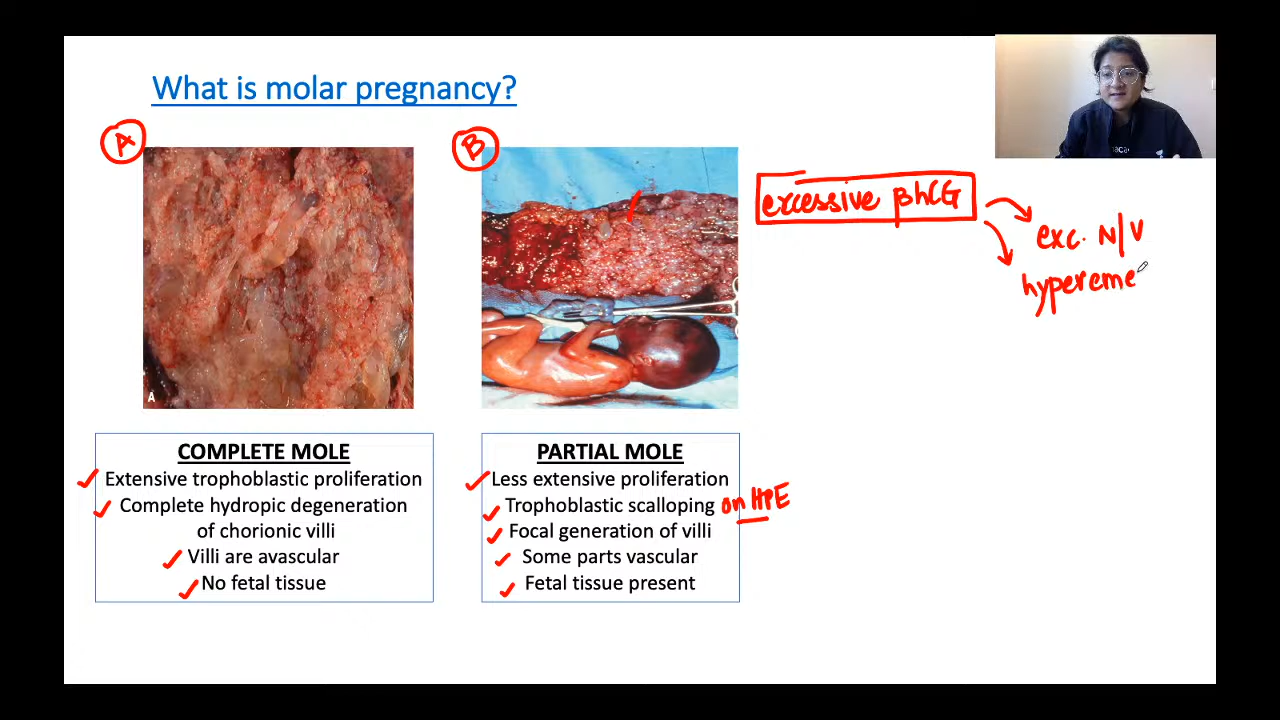 What is molar pregnancy?
A
B
excessive βhCG
exc. N/V
hypereme
A
COMPLETE MOLE
Extensive trophoblastic proliferation
Complete hydropic degeneration
of chorionic villi
Villi are avascular
No fetal tissue
PARTIAL MOLE
Less extensive proliferation
Trophoblastic scalloping on HPE
Focal generation of villi
Some parts vascular
Fetal tissue present